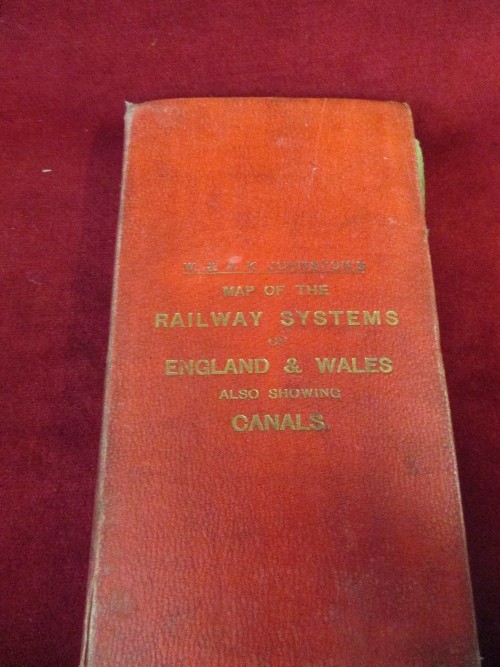 W. & A. K. JOHNSTON'S
MAP OF THE
RAILWAY SYSTEMS
OF
ENGLAND & WALES
ALSO SHOWING
CANALS.